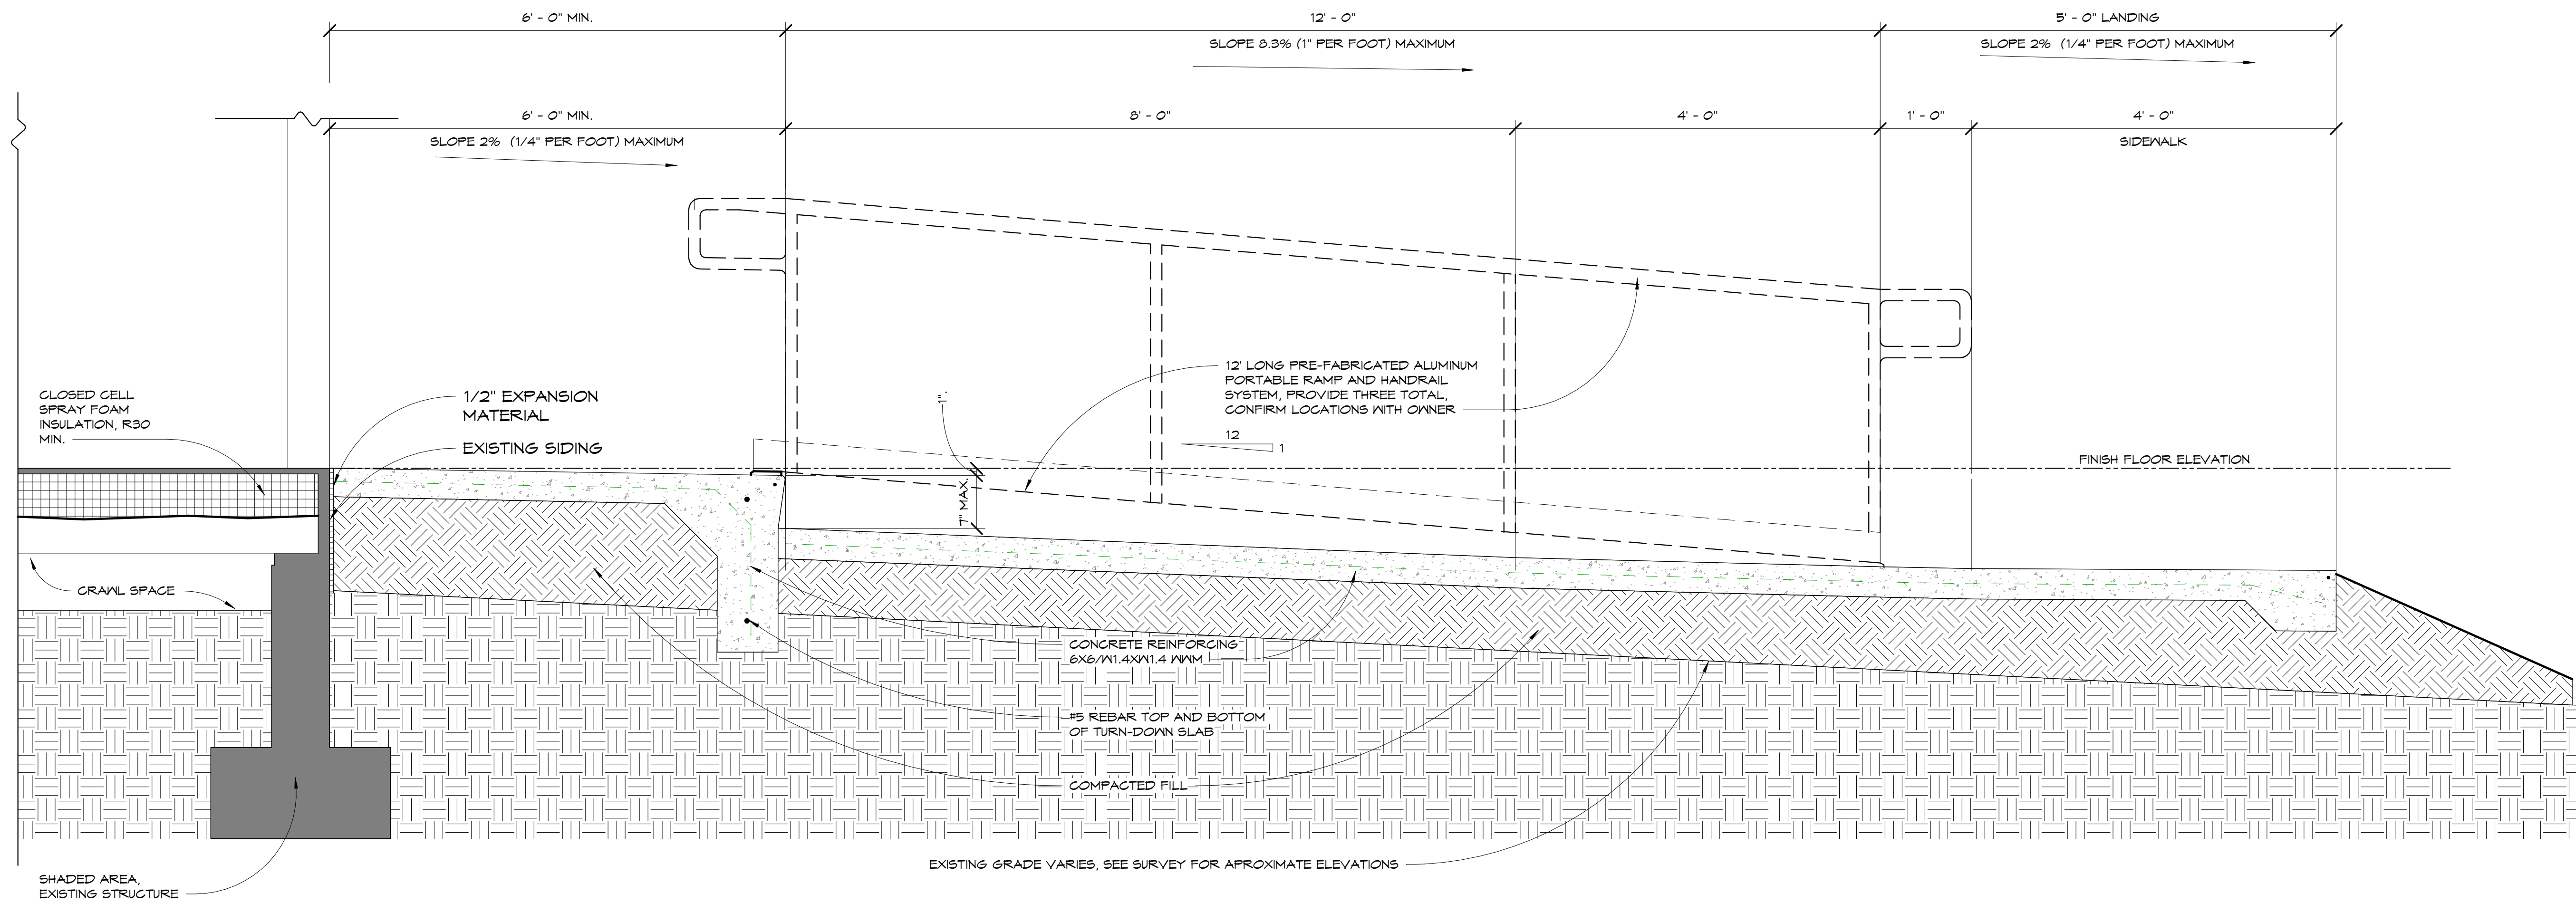 6' - 0" MIN.
12' - 0"
5' - 0" LANDING
SLOPE 8.3% (1" PER FOOT) MAXIMUM
SLOPE 2% (1/4" PER FOOT) MAXIMUM
6' - 0" MIN.
8' - 0"
4' - 0"
1' - 0"
4' - 0"
SLOPE 2% (1/4" PER FOOT) MAXIMUM
SIDEWALK
CLOSED CELL
SPRAY FOAM
INSULATION, R30
MIN.
1/2" EXPANSION
MATERIAL
EXISTING SIDING
1"
7" MAX.
12' LONG PRE-FABRICATED ALUMINUM
PORTABLE RAMP AND HANDRAIL
SYSTEM, PROVIDE THREE TOTAL,
CONFIRM LOCATIONS WITH OWNER
12
1
FINISH FLOOR ELEVATION
CRAWL SPACE
CONCRETE REINFORCING
6X6/W1.4XW1.4 WWM
#5 REBAR TOP AND BOTTOM
OF TURN-DOWN SLAB
COMPACTED FILL
EXISTING GRADE VARIES, SEE SURVEY FOR APROXIMATE ELEVATIONS
SHADED AREA,
EXISTING STRUCTURE